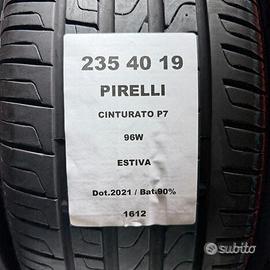 235 40 19
PIRELLI
CINTURATO P7
96W
ESTIVA
Dot.2021 / Bat.90%
1612
subito